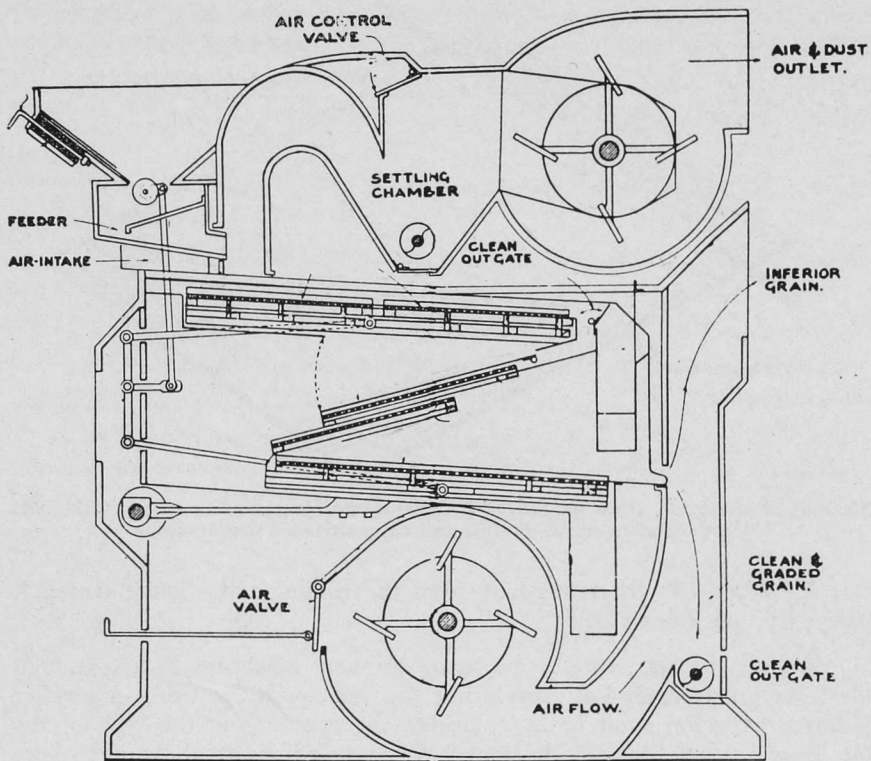 AIR CONTROL
VALVE
AIR & DUST
OUTLET.
SETTLING
CHAMBER
FEEDER
CLEAN
OUT GATE
AIR-INTAKE
INFERIOR
GRAIN.
CLEAN &
GRADED
GRAIN.
AIR
VALVE
CLEAN
OUT GATE
AIR FLOW.